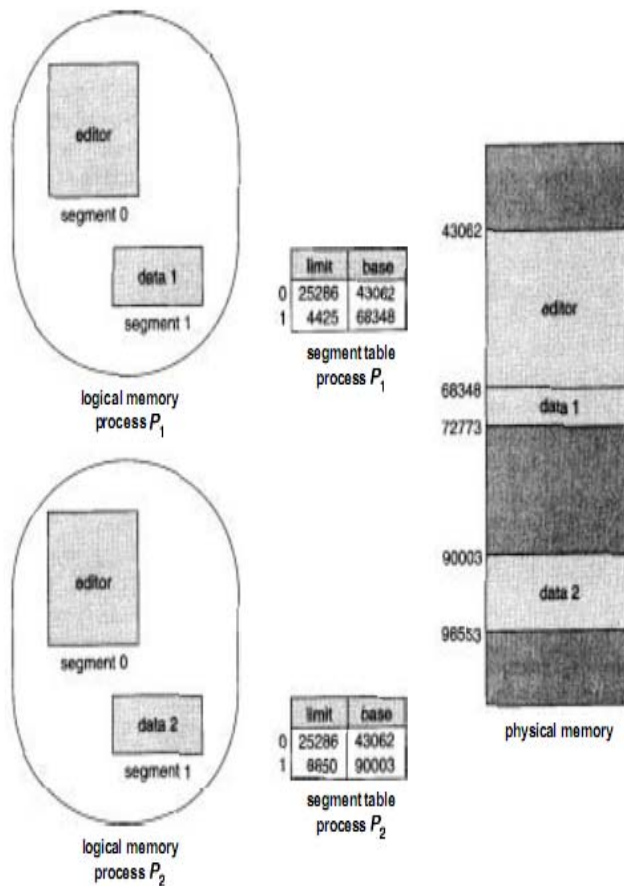 editor
segment 0
data 1
segment 1
logical memory
process P1
limit base
0 25286 43062
1 4425 68348
segment table
process P1
editor
segment 0
data 2
segment 1
logical memory
process P2
limit base
0 25286 43062
1 8850 90003
segment table
process P2
43062
editor
68348
data 1
72773
90003
data 2
98553
physical memory